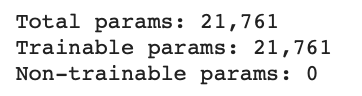 Total params: 21,761
Trainable params: 21,761
Non-trainable params: 0